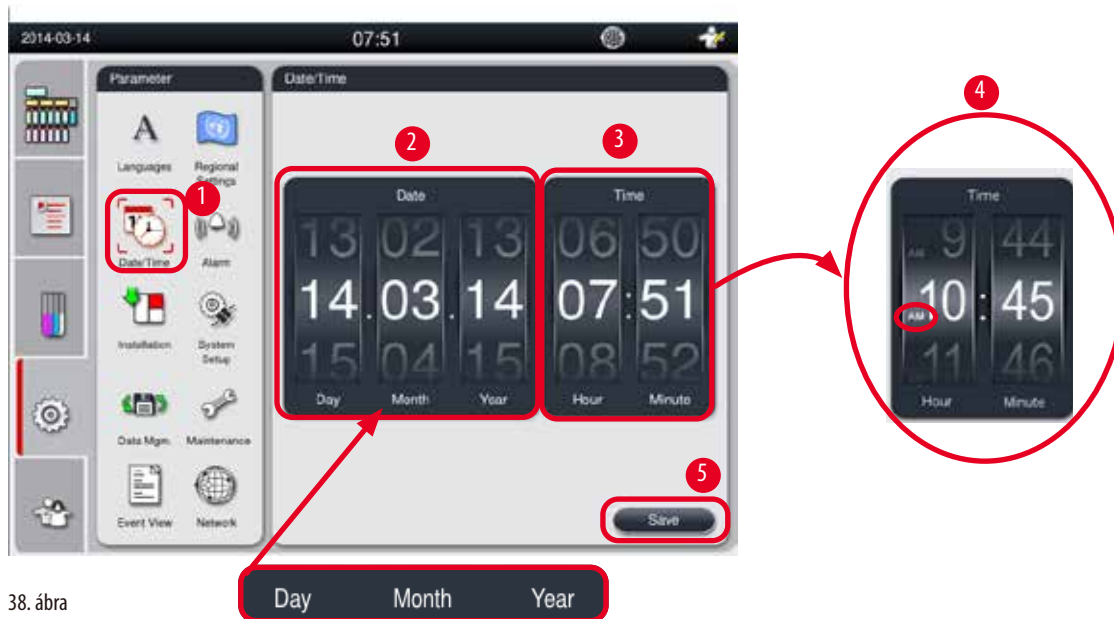 2014-03-14 07:51
Parameter
Languages Regional Settings
Date/Time Alarm
Installation System Setup
Data Mgm. Maintenance
Event View Network
Date/Time
1
2
3
Date
13 02 13
14.03.14
15 04 15
Day Month Year
Time
06 50
07:51
08 52
Hour Minute
4
Time
AM 9 44
AM 10:45
11 46
Hour Minute
5
Save
Day Month Year
38. ábra